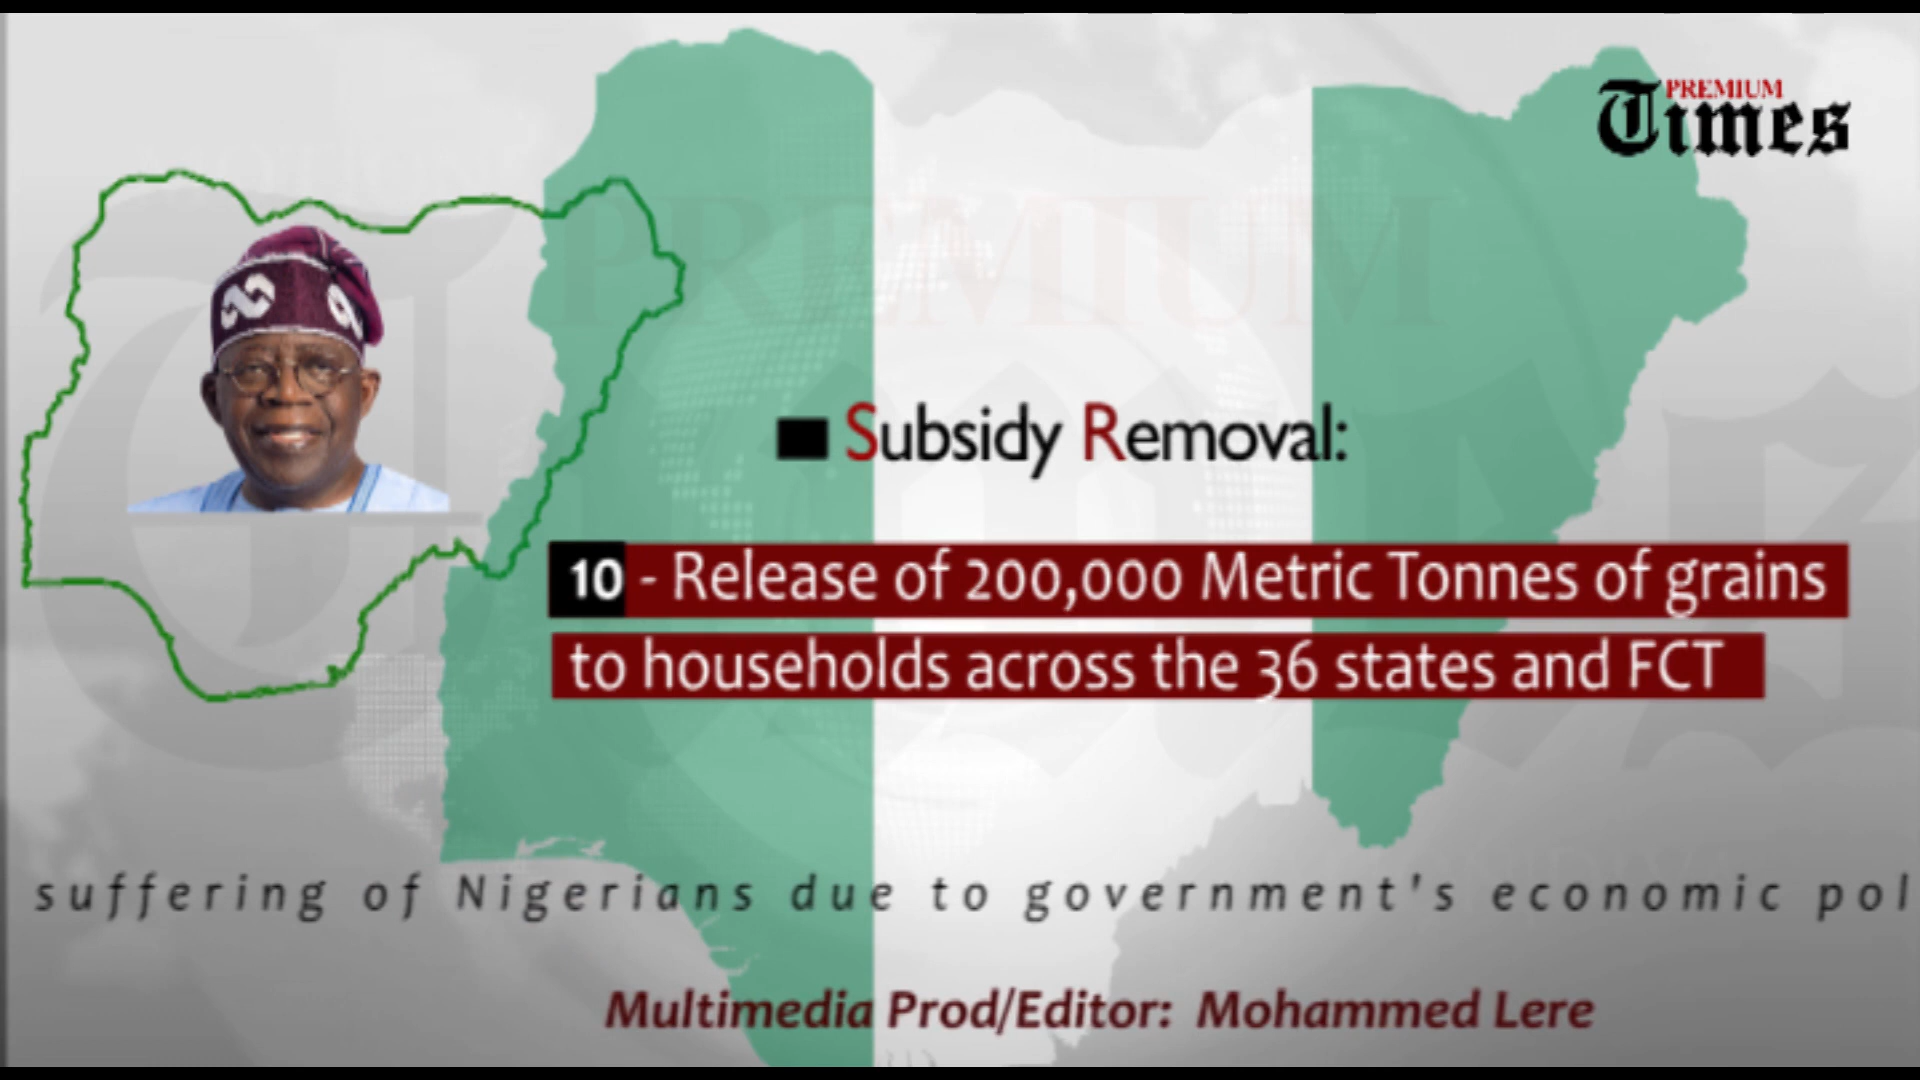 PREMIUM
Times
PREMIUM
Subsidy Removal:
10 - Release of 200,000 Metric Tonnes of grains
to households across the 36 states and FCT
suffering of Nigerians due to government's economic pol
Multimedia Prod/Editor: Mohammed Lere